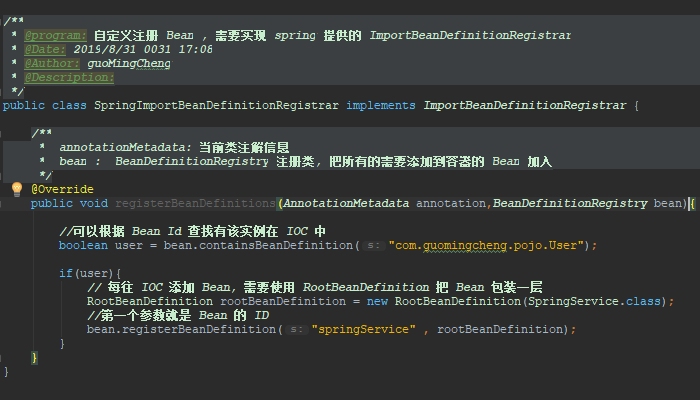 /**
* @program: 自定义注册 Bean , 需要实现 spring 提供的 ImportBeanDefinitionRegistrar
* @Date: 2019/8/31 0031 17:08
* @Author: guoMingCheng
* @Description:
*/
public class SpringImportBeanDefinitionRegistrar implements ImportBeanDefinitionRegistrar {
/**
* annotationMetadata: 当前类注解信息
* bean : BeanDefinitionRegistry 注册类, 把所有的需要添加到容器的 Bean 加入
*/
@Override
public void registerBeanDefinitions(AnnotationMetadata annotation,BeanDefinitionRegistry bean){
//可以根据 Bean Id 查找有该实例在 IOC 中
boolean user = bean.containsBeanDefinition( s: "com.guomingcheng.pojo.User");
if(user){
// 每往 IOC 添加 Bean, 需要使用 RootBeanDefinition 把 Bean 包装一层
RootBeanDefinition rootBeanDefinition = new RootBeanDefinition(SpringService.class);
//第一个参数就是 Bean 的 ID
bean.registerBeanDefinition( s: "springService" , rootBeanDefinition);
}
}
}